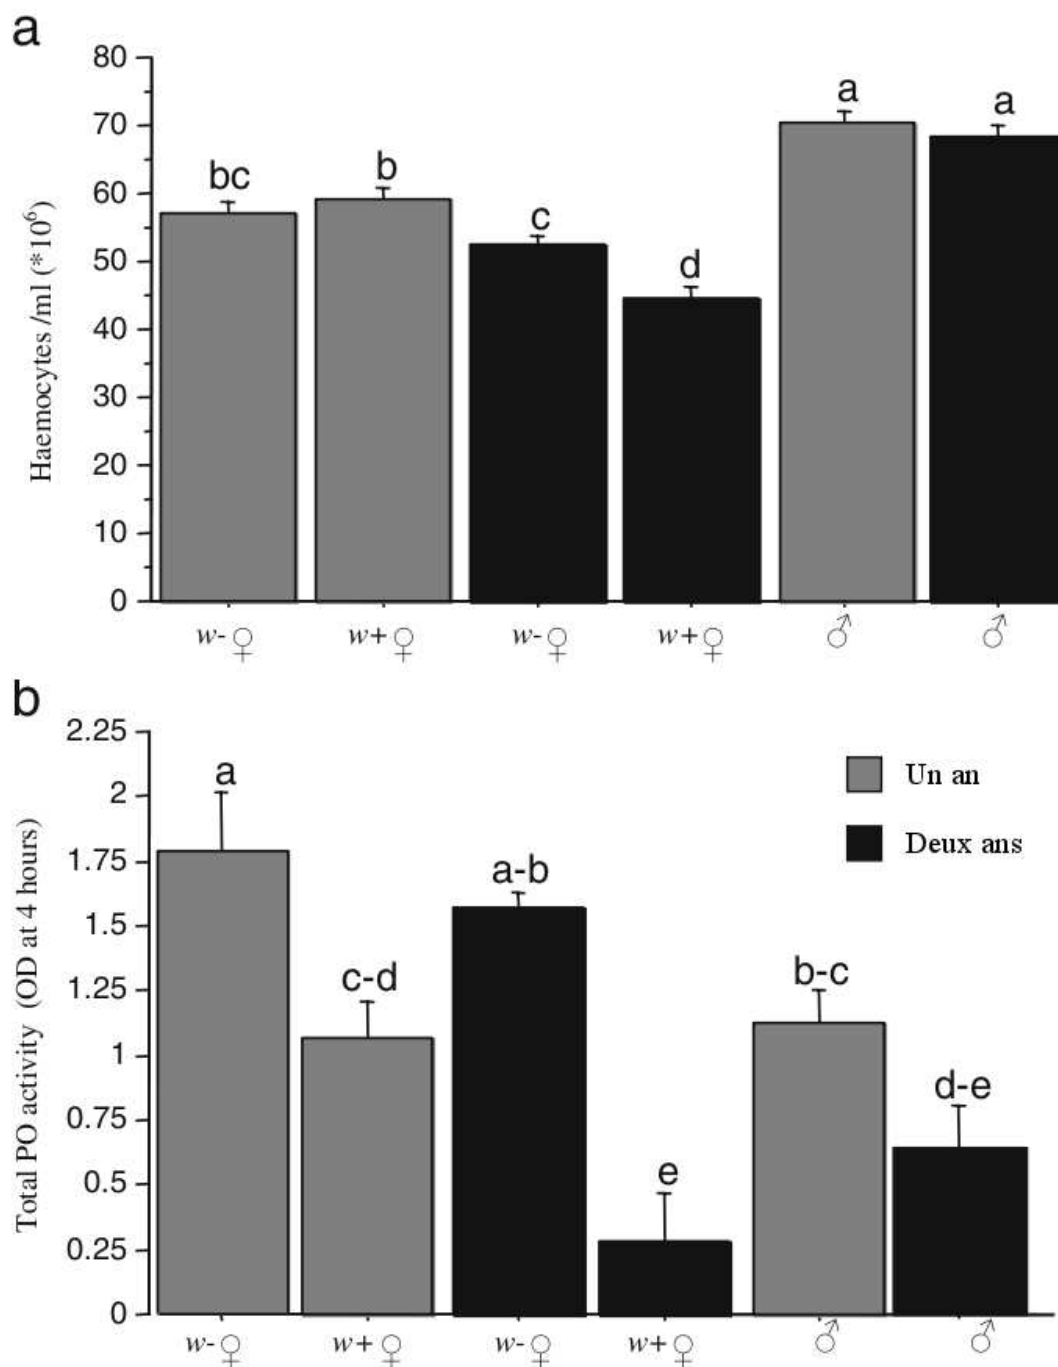 a
80
70
60
50
40
30
20
10
0
Haemocytes /ml (*10⁶)
bc
b
c
d
a
a
w-♀ w+♀ w-♀ w+♀ ♂ ♂
b
2.25
2
1.75
1.5
1.25
1
0.75
0.5
0.25
0
Total PO activity (OD at 4 hours)
a
c-d
a-b
e
b-c
d-e
Un an
Deux ans
w-♀ w+♀ w-♀ w+♀ ♂ ♂